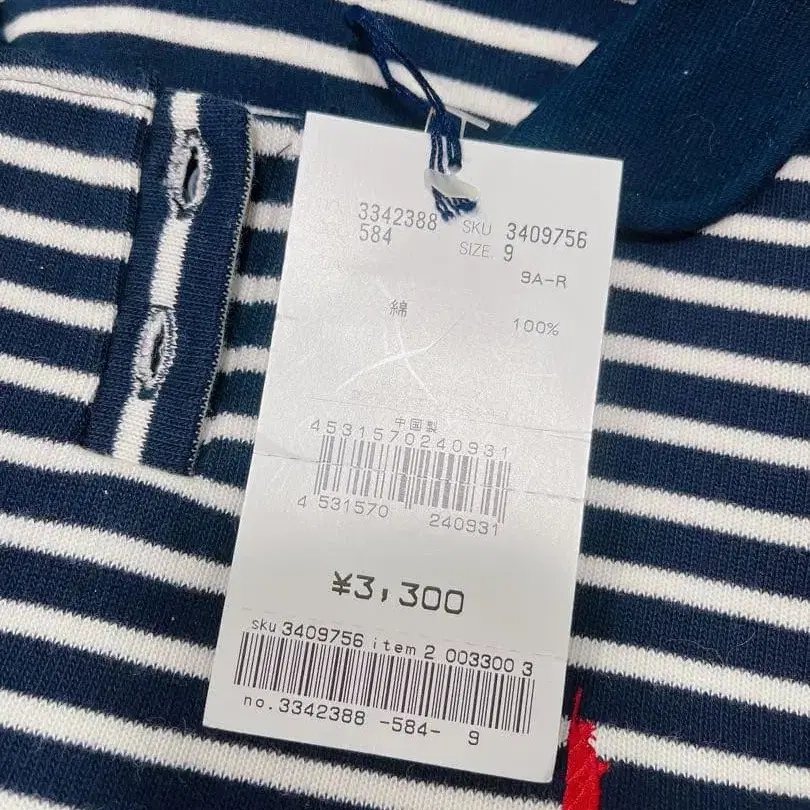 3342388 SKU 3409756
584 SIZE 9
9A-R
綿 100%
中国製
4531570240931
4 531570 240931
¥3,300
sku 3409756 item 2 003300 3
no. 3342388 -584- 9